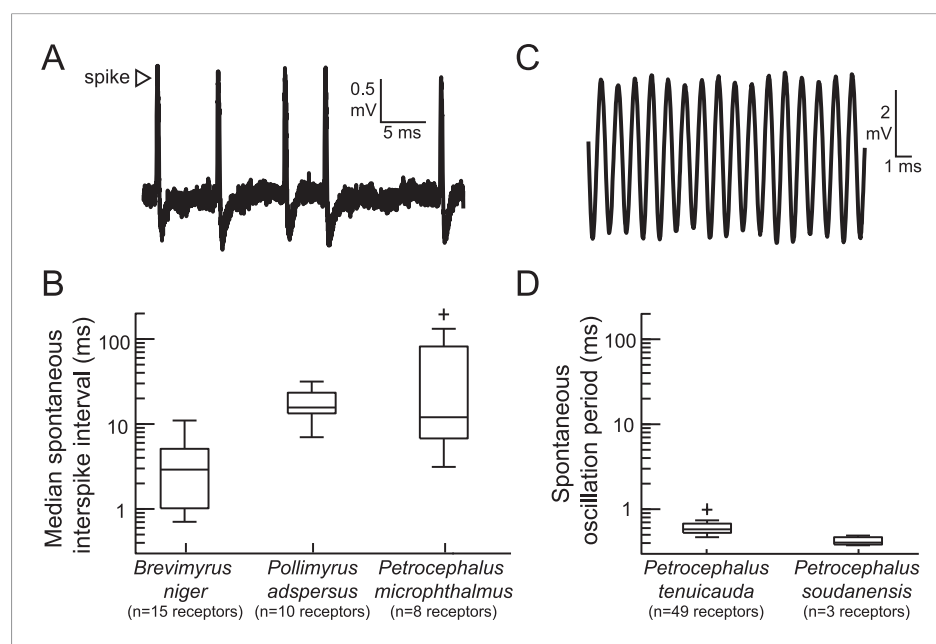 A
spike
0.5
mV
5 ms
C
2
mV
1 ms
B
Median spontaneous
interspike interval (ms)
100
10
1
+
Brevimyrus
niger
(n=15 receptors)
Pollimyrus
adspersus
(n=10 receptors)
Petrocephalus
microphthalmus
(n=8 receptors)
D
Spontaneous
oscillation period (ms)
100
10
1
+
Petrocephalus
tenuicauda
(n=49 receptors)
Petrocephalus
soudanensis
(n=3 receptors)